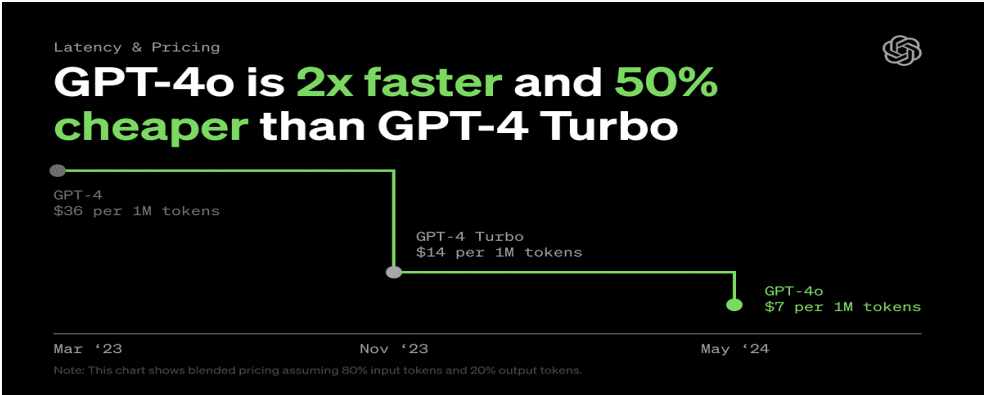 Latency & Pricing
GPT-4o is 2x faster and 50%
cheaper than GPT-4 Turbo
GPT-4
$36 per 1M tokens
GPT-4 Turbo
$14 per 1M tokens
GPT-4o
$7 per 1M tokens
Mar ‘23
Nov ‘23
May ‘24
Note: This chart shows blended pricing assuming 80% input tokens and 20% output tokens.